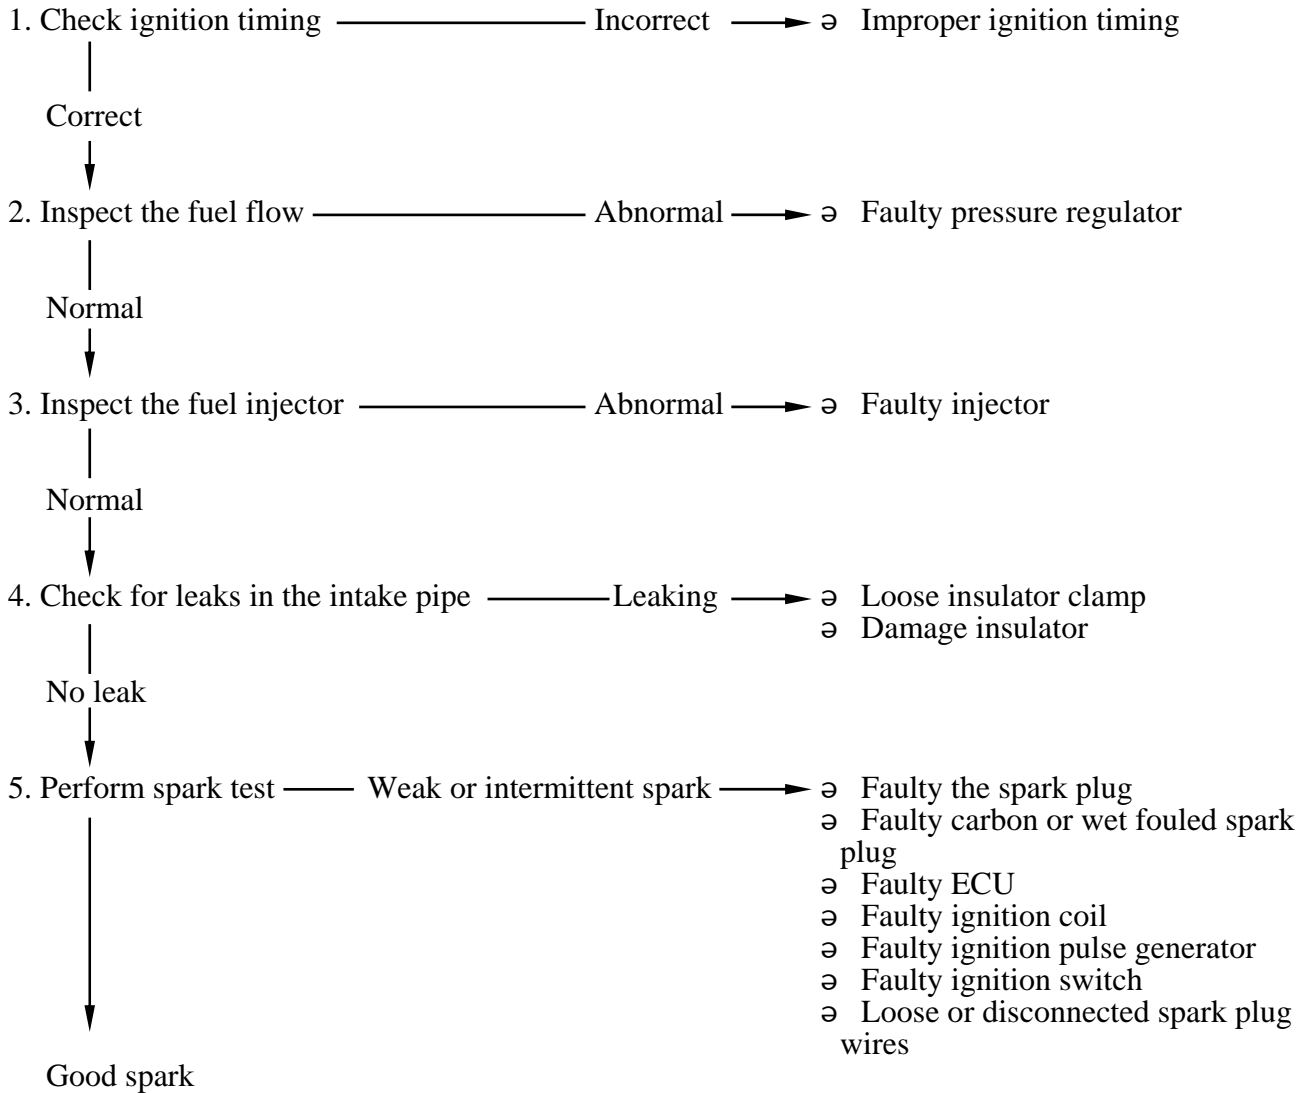 1. Check ignition timing Incorrect ə Improper ignition timing
Correct
2. Inspect the fuel flow Abnormal ə Faulty pressure regulator
Normal
3. Inspect the fuel injector Abnormal ə Faulty injector
Normal
4. Check for leaks in the intake pipe Leaking ə Loose insulator clamp
ə Damage insulator
No leak
5. Perform spark test Weak or intermittent spark ə Faulty the spark plug
ə Faulty carbon or wet fouled spark
plug
ə Faulty ECU
ə Faulty ignition coil
ə Faulty ignition pulse generator
ə Faulty ignition switch
ə Loose or disconnected spark plug
wires
Good spark